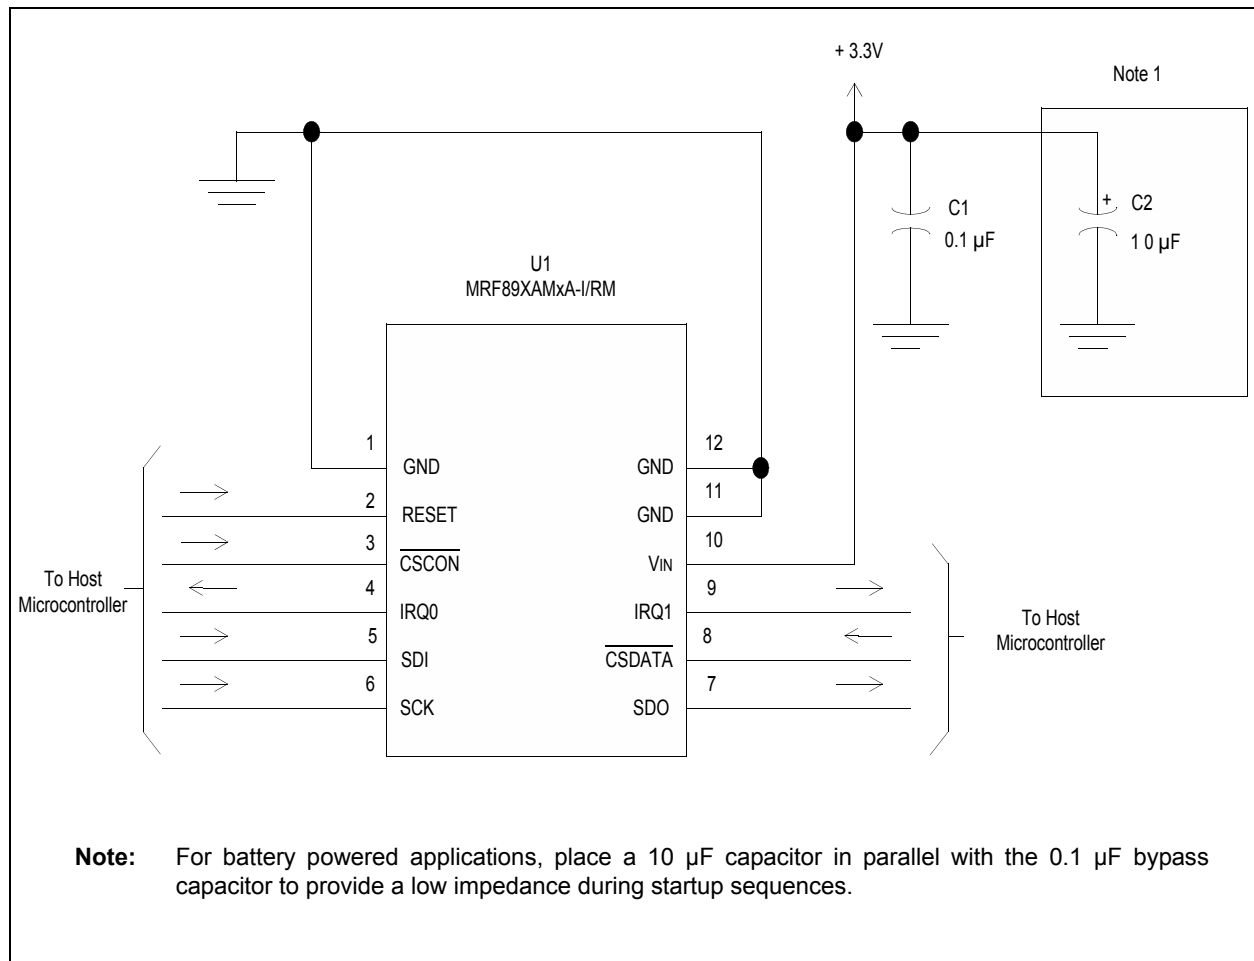 + 3.3V
Note 1
C1
0.1 µF
+
C2
1 0 µF
U1
MRF89XAMxA-I/RM
1
GND
2
RESET
3
CSCON
4
IRQ0
5
SDI
6
SCK
12
GND
11
GND
10
VIN
9
IRQ1
8
CSDATA
7
SDO
To Host
Microcontroller
To Host
Microcontroller
Note: For battery powered applications, place a 10 µF capacitor in parallel with the 0.1 µF bypass
capacitor to provide a low impedance during startup sequences.